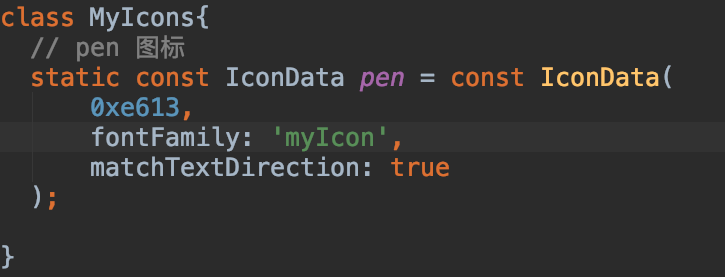 class MyIcons{
// pen 图标
static const IconData pen = const IconData(
0xe613,
fontFamily: 'myIcon',
matchTextDirection: true
);
}